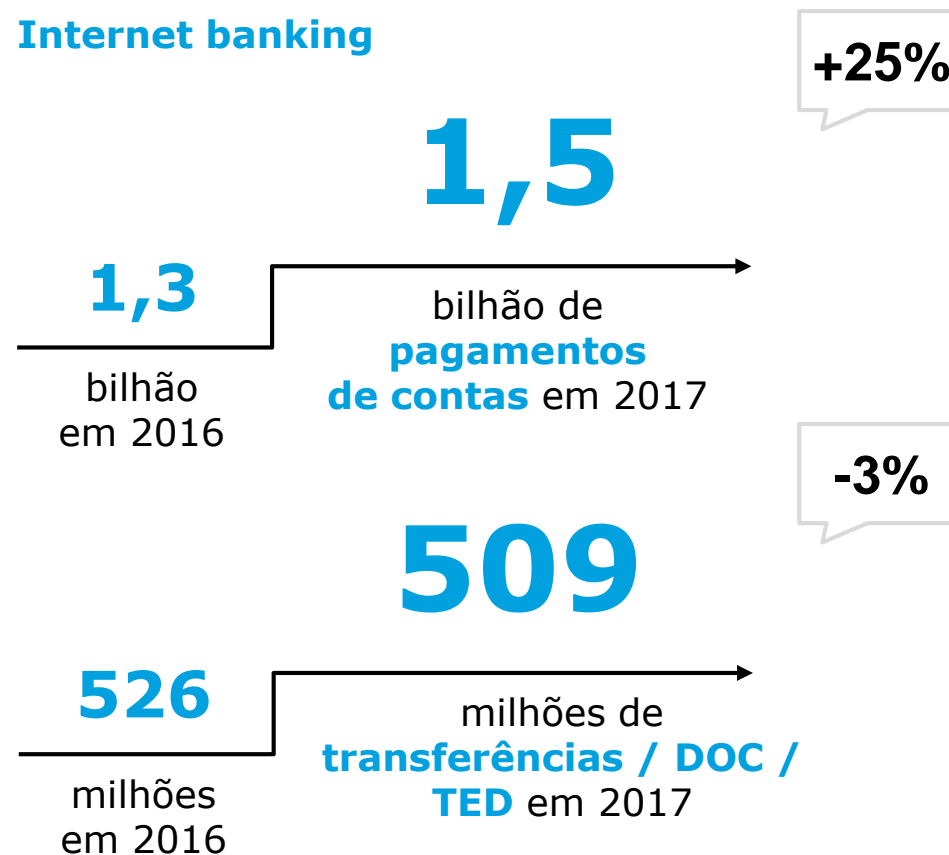 Internet banking
+25%
1,5
1,3
bilhão de
pagamentos
de contas em 2017
bilhão
em 2016
-3%
509
526
milhões de
transferências / DOC /
TED em 2017
milhões
em 2016